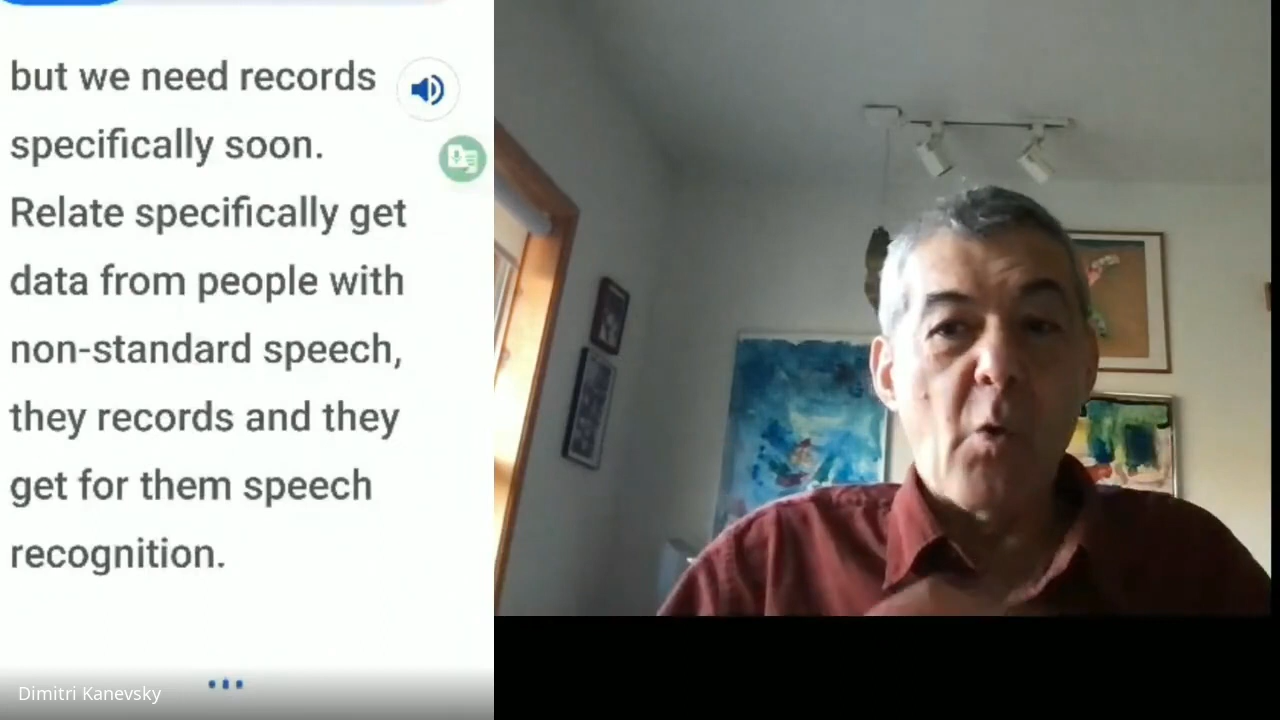 but we need records
specifically soon.
Relate specifically get
data from people with
non-standard speech,
they records and they
get for them speech
recognition.
Dimitri Kanevsky